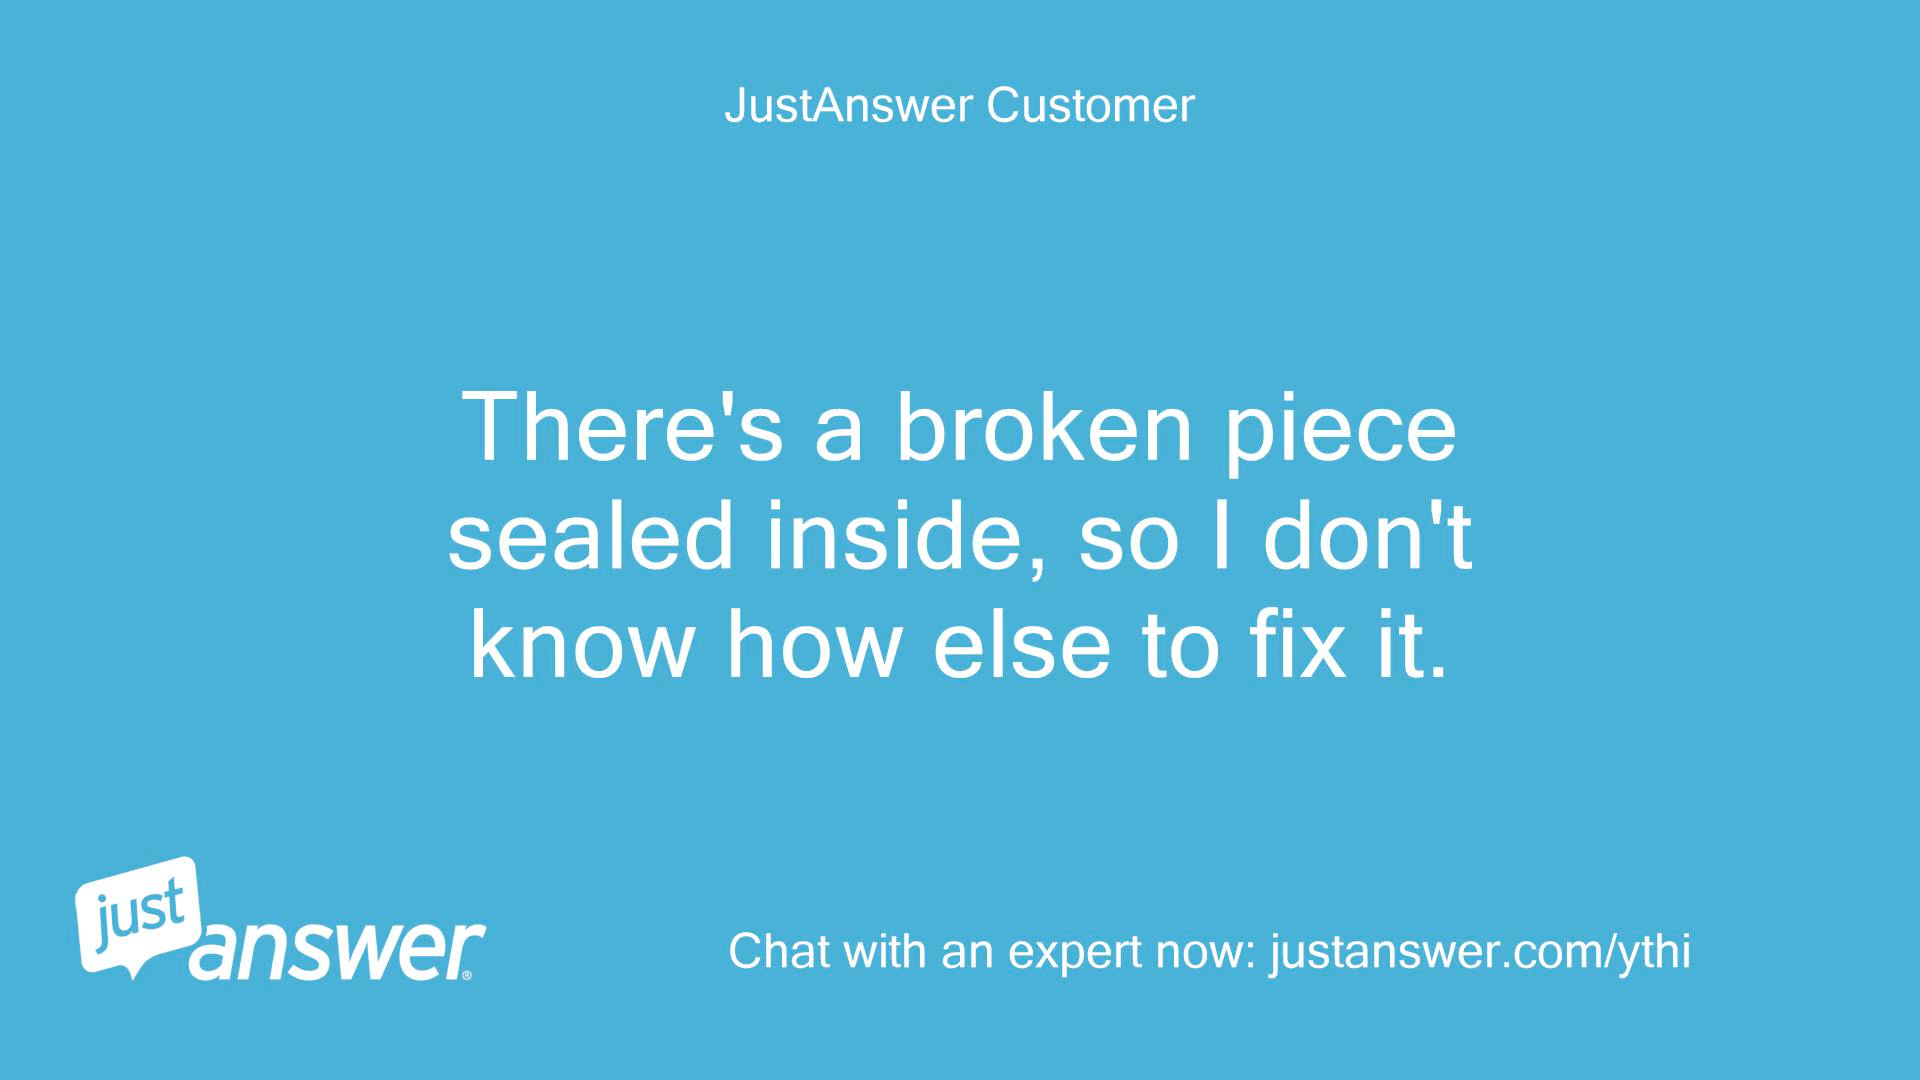 JustAnswer Customer
There's a broken piece
sealed inside, so I don't
know how else to fix it.
just
answer®
Chat with an expert now: justanswer.com/ythi